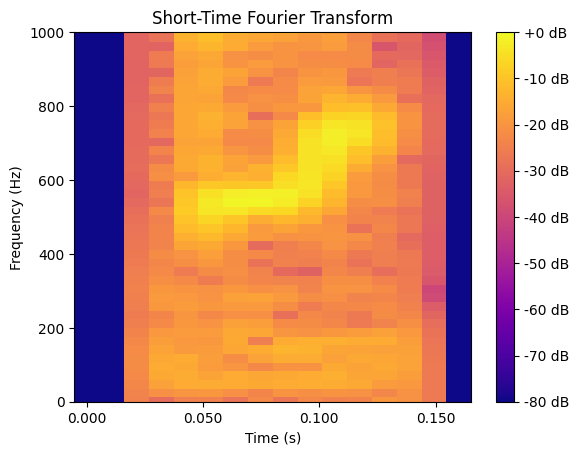 Short-Time Fourier Transform
1000
800
600
400
200
0
Frequency (Hz)
0.000
0.050
0.100
0.150
Time (s)
+0 dB
-10 dB
-20 dB
-30 dB
-40 dB
-50 dB
-60 dB
-70 dB
-80 dB